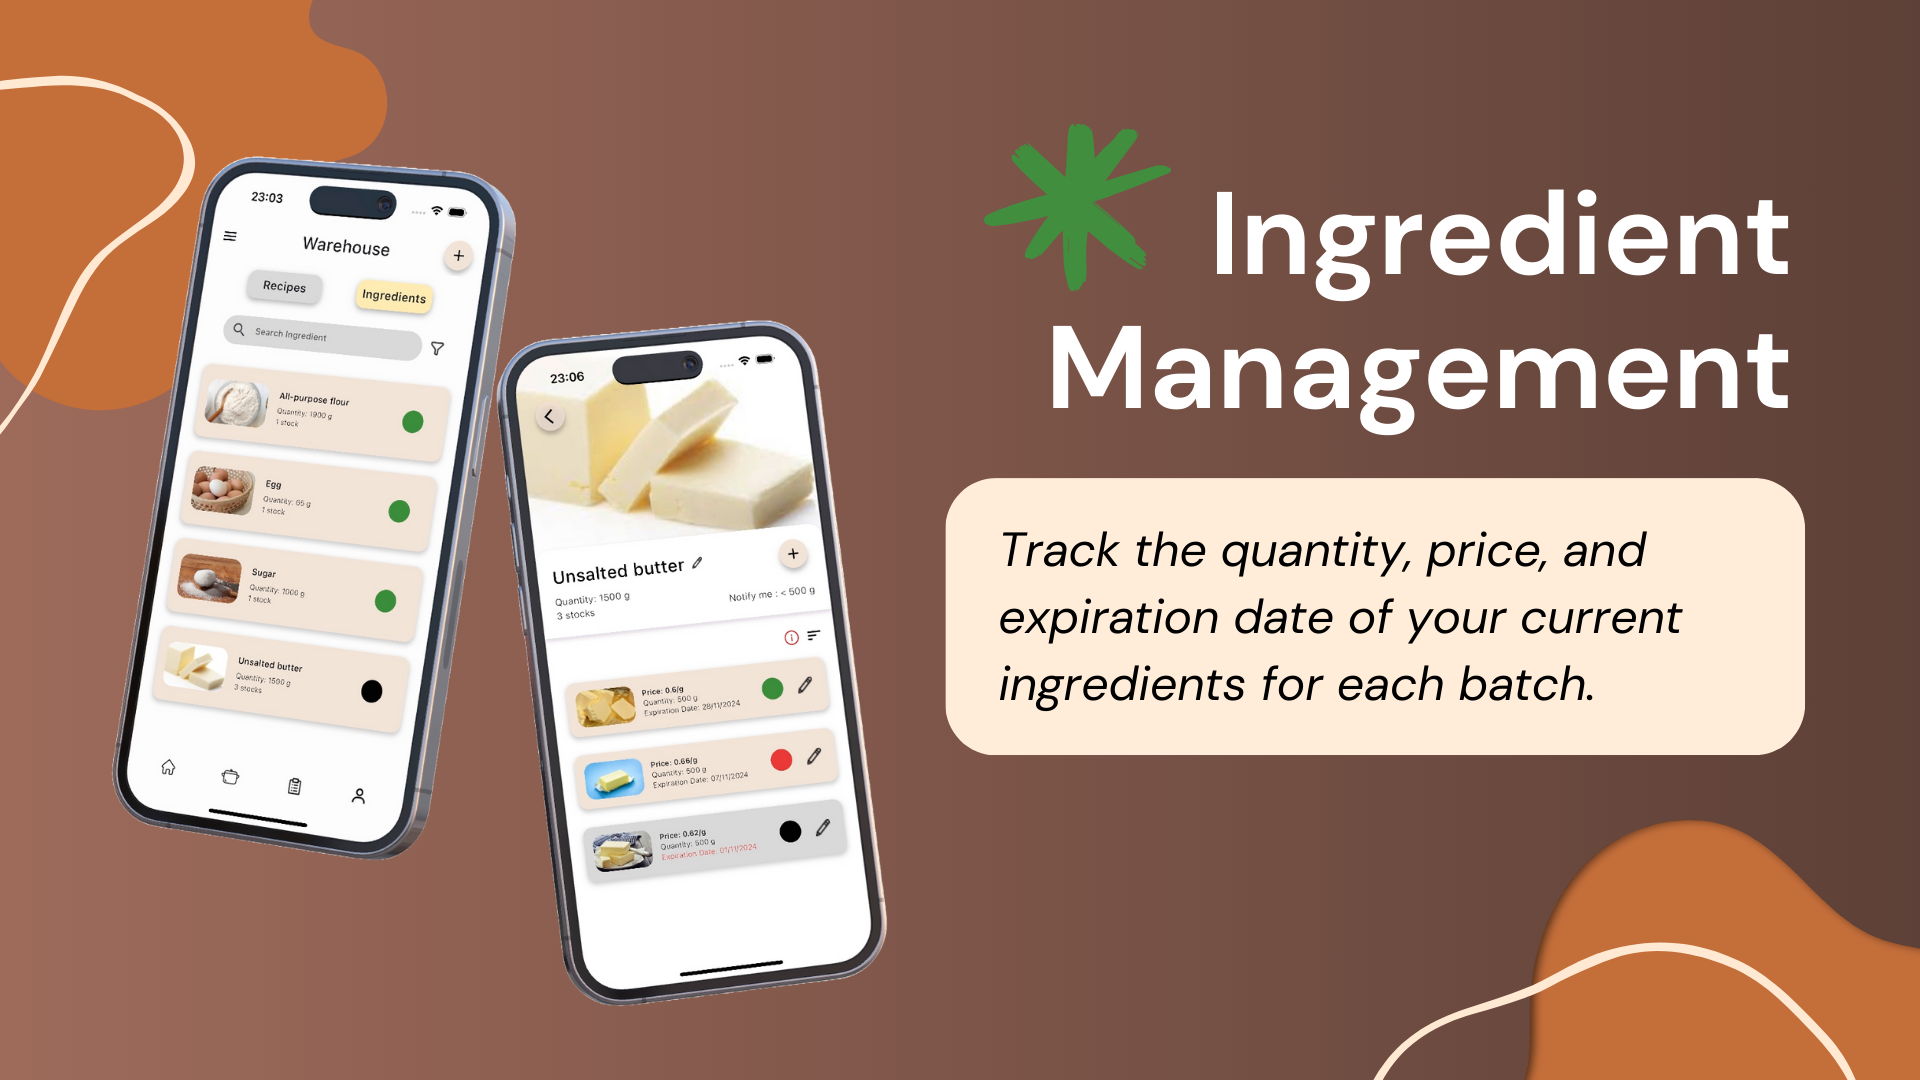 Ingredient
Management
Track the quantity, price, and
expiration date of your current
ingredients for each batch.
23:03
Warehouse
+
Recipes
Ingredients
Search Ingredient
All-purpose flour
Quantity: 1900 g
1 stock
Egg
Quantity: 65 g
1 stock
Sugar
Quantity: 1000 g
1 stock
Unsalted butter
Quantity: 1500 g
3 stocks
23:06
Unsalted butter
+
Quantity: 1500 g
3 stocks
Notify me : < 500 g
Price: 0.6/g
Quantity: 500 g
Expiration Date: 28/11/2024
Price: 0.66/g
Quantity: 500 g
Expiration Date: 07/11/2024
Price: 0.62/g
Quantity: 500 g
Expiration Date: 01/11/2024